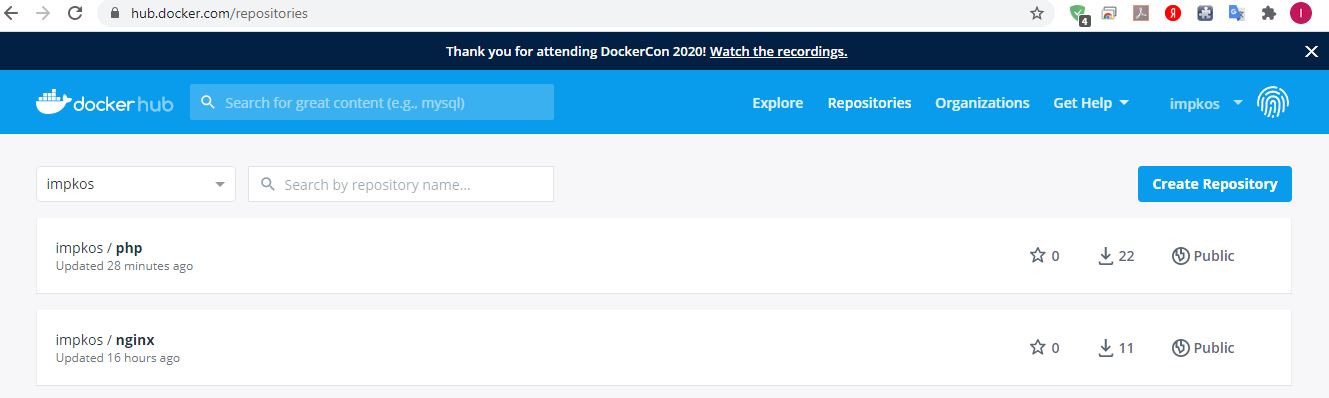 hub.docker.com/repositories
4
Я
I
Thank you for attending DockerCon 2020! Watch the recordings.
dockerhub
Search for great content (e.g., mysql)
Explore
Repositories
Organizations
Get Help
impkos
impkos
Search by repository name...
Create Repository
impkos / php
Updated 28 minutes ago
0
22
Public
impkos / nginx
Updated 16 hours ago
0
11
Public